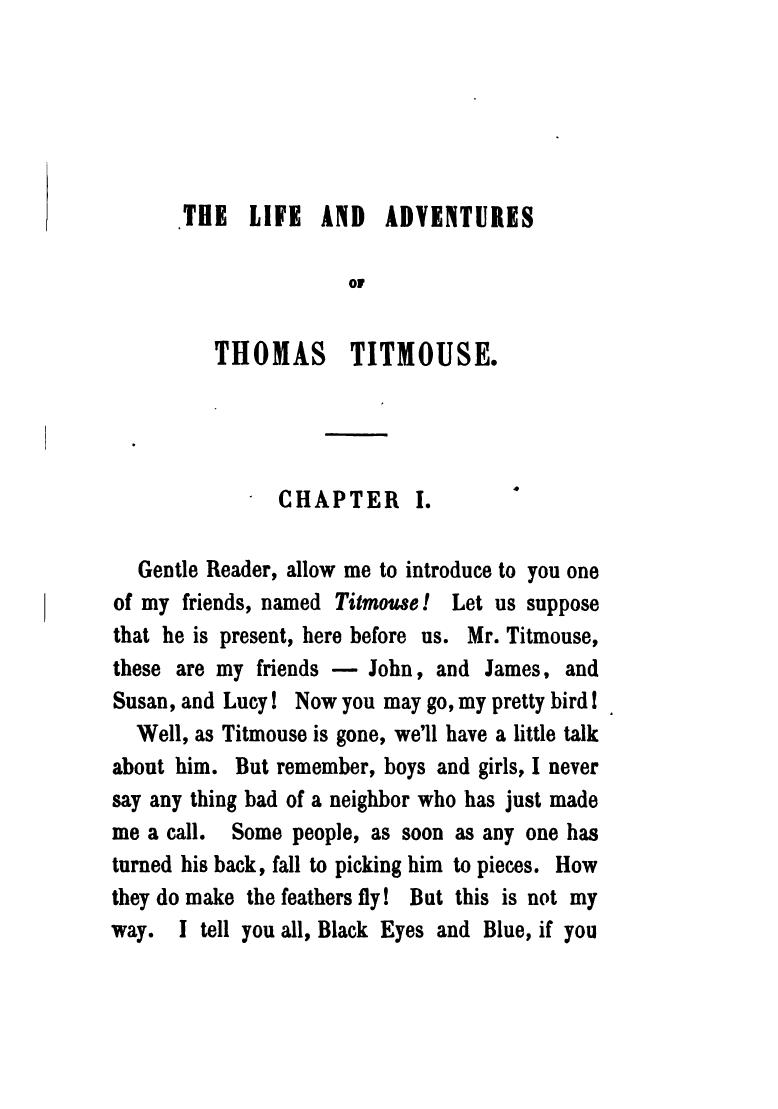 THE LIFE AND ADVENTURES
OF
THOMAS TITMOUSE.
CHAPTER I.
Gentle Reader, allow me to introduce to you one
of my friends, named Titmouse! Let us suppose
that he is present, here before us. Mr. Titmouse,
these are my friends — John, and James, and
Susan, and Lucy! Now you may go, my pretty bird!
Well, as Titmouse is gone, we'll have a little talk
about him. But remember, boys and girls, I never
say any thing bad of a neighbor who has just made
me a call. Some people, as soon as any one has
turned his back, fall to picking him to pieces. How
they do make the feathers fly! But this is not my
way. I tell you all, Black Eyes and Blue, if you